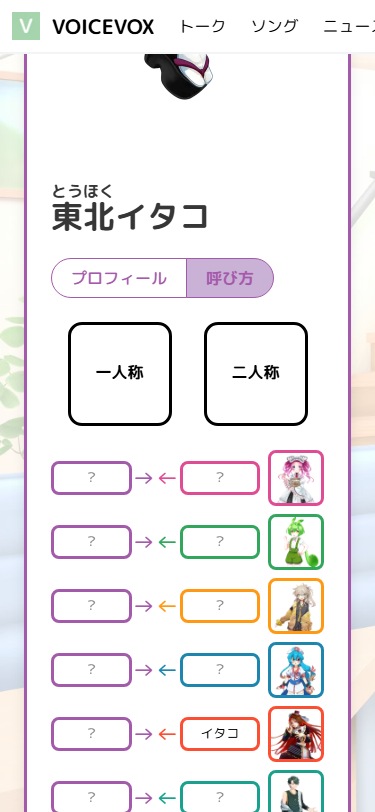 V VOICEVOX トーク ソング ニュース
とうほく
東北イタコ
プロフィール 呼び方
一人称 二人称
? → ← ?
? → ← ?
? → ← ?
? → ← ?
? → ← イタコ
? → ← ?